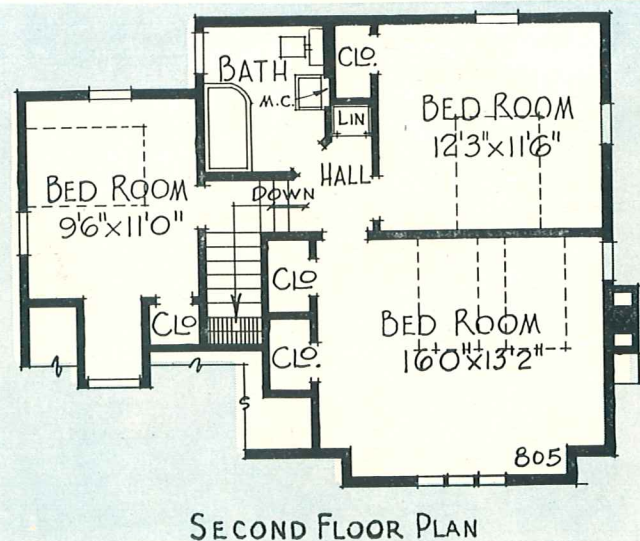 BATH
CLO.
M.C.
LIN
BED ROOM
12'3"x11'6"
BED ROOM
9'6"x11'0"
HALL
DOWN
CLO
CLO
CLO.
BED ROOM
16'0"x13'2"
805
SECOND FLOOR PLAN